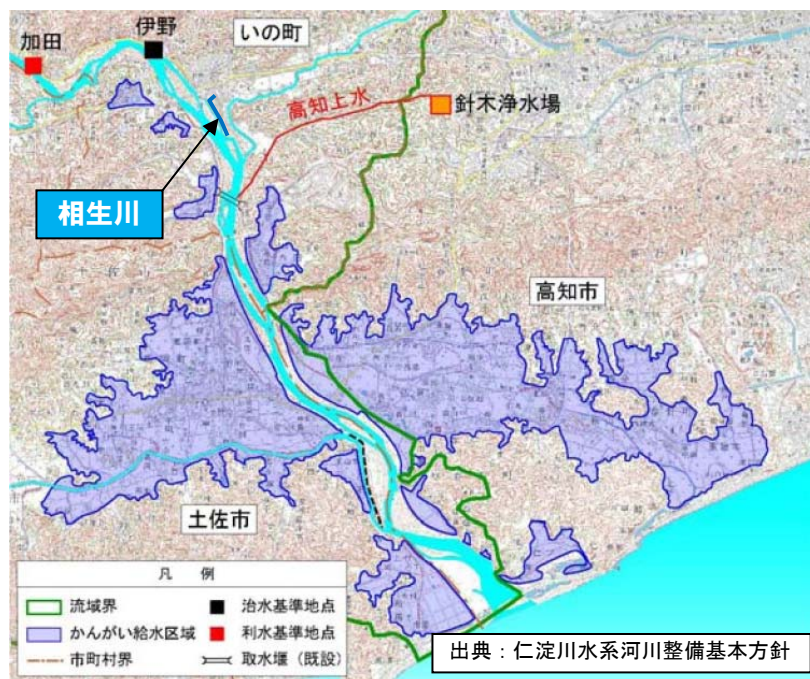 加田
伊野
いの町
高知上水
針木浄水場
相生川
高知市
土佐市
凡 例
流域界
治水基準地点
かんがい給水区域
利水基準地点
市町村界
取水堰（既設）
出典：仁淀川水系河川整備基本方針